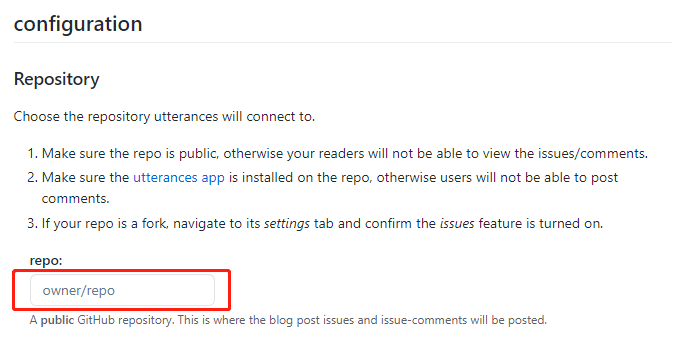 configuration
Repository
Choose the repository utterances will connect to.
1. Make sure the repo is public, otherwise your readers will not be able to view the issues/comments.
2. Make sure the utterances app is installed on the repo, otherwise users will not be able to post
comments.
3. If your repo is a fork, navigate to its settings tab and confirm the issues feature is turned on.
repo:
owner/repo
A public GitHub repository. This is where the blog post issues and issue-comments will be posted.